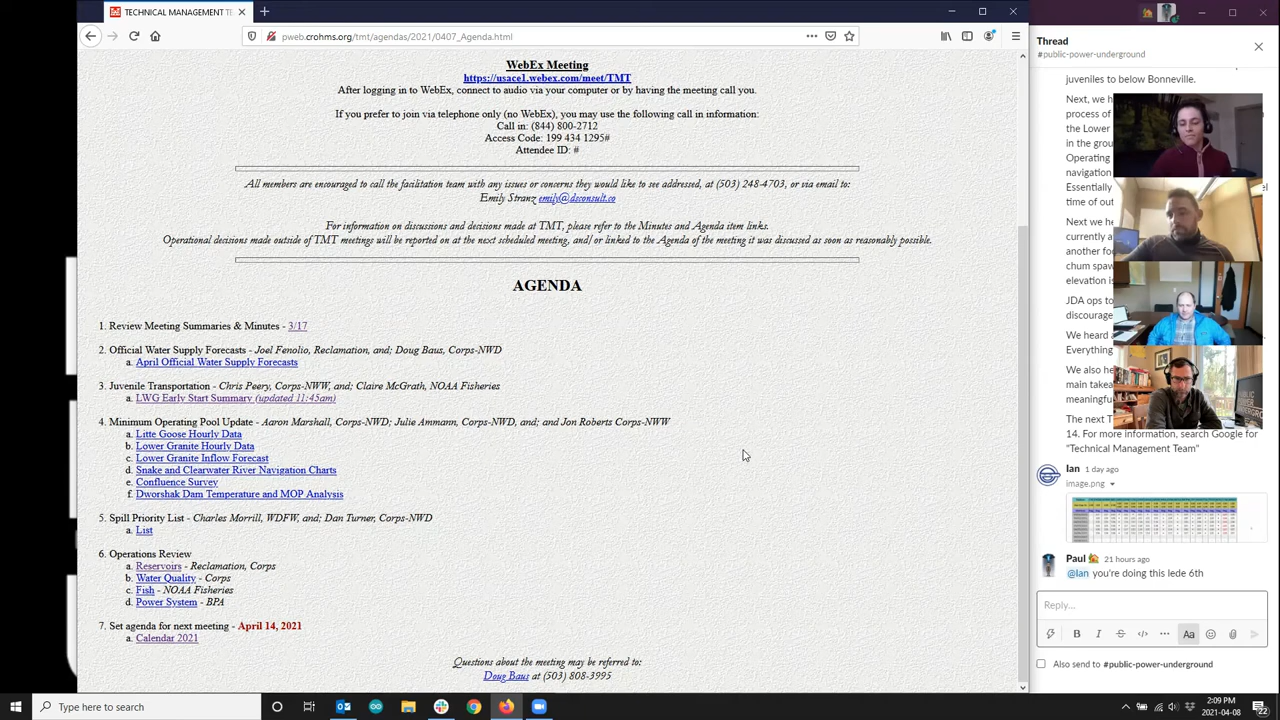 TECHNICAL MANAGEMENT T
pweb.crohms.org/tmt/agendas/2021/0407_Agenda.html
WebEx Meeting
https://usace1.webex.com/meet/TMT
After logging in to WebEx, connect to audio via your computer or by having the meeting call you.
If you prefer to join via telephone only (no WebEx), you may use the following call in information:
Call in: (844) 800-2712
Access Code: 199 434 1295#
Attendee ID: #
All members are encouraged to call the facilitation team with any issues or concerns they would like to see addressed, at (503) 248-4703, or via email to:
Emily Stranz emily@dsconsult.co
For information on discussions and decisions made at TMT, please refer to the Minutes and Agenda item links.
Operational decisions made outside of TMT meetings will be reported on at the next scheduled meeting, and/ or linked to the Agenda of the meeting it was discussed as soon as reasonably possible.
AGENDA
1. Review Meeting Summaries & Minutes - 3/17
2. Official Water Supply Forecasts - Joel Fenolio, Reclamation, and; Doug Baus, Corps-NWD
a. April Official Water Supply Forecasts
3. Juvenile Transportation - Chris Peery, Corps-NWW, and; Claire McGrath, NOAA Fisheries
a. LWG Early Start Summary (updated 11:45am)
4. Minimum Operating Pool Update - Aaron Marshall, Corps-NWD; Julie Ammann, Corps-NWD, and; and Jon Roberts Corps-NWW
a. Litte Goose Hourly Data
b. Lower Granite Hourly Data
c. Lower Granite Inflow Forecast
d. Snake and Clearwater River Navigation Charts
e. Confluence Survey
f. Dworshak Dam Temperature and MOP Analysis
5. Spill Priority List - Charles Morrill, WDFW, and; Dan Turner, Corps-NWD
a. List
6. Operations Review
a. Reservoirs - Reclamation, Corps
b. Water Quality - Corps
c. Fish - NOAA Fisheries
d. Power System - BPA
7. Set agenda for next meeting - April 14, 2021
a. Calendar 2021
Questions about the meeting may be referred to:
Doug Baus at (503) 808-3995
Thread
#public-power-underground
juveniles to below Bonneville.
Next, we h
process of
the Lower
in the grou
Operating
navigation
Essentially
time of out
Next we he
currently a
another fo
chum spaw
elevation is
JDA ops to
discourage
We heard a
Everything
We also he
main takea
meaningfu
The next T
14. For more information, search Google for
"Technical Management Team"
Ian 1 day ago
image.png
Paul 21 hours ago
@Ian you're doing this lede 6th
Reply...
Also send to #public-power-underground
Type here to search
2:09 PM
2021-04-08
22